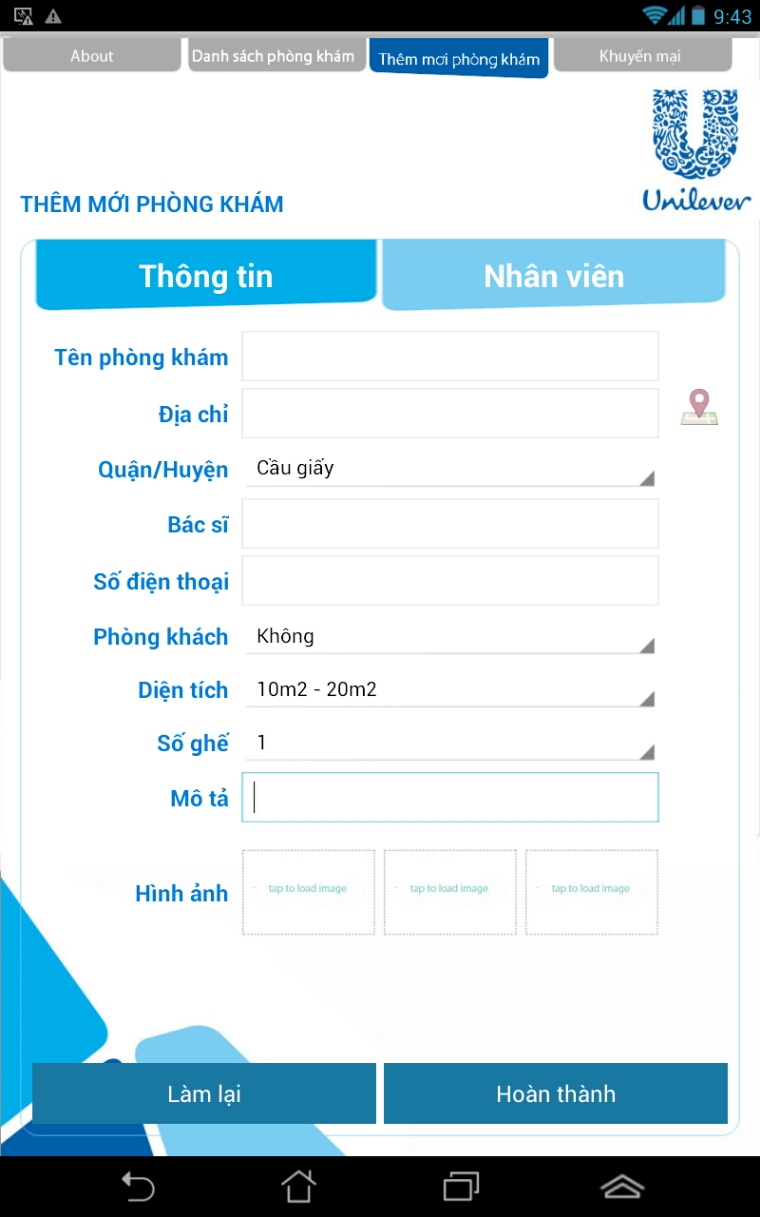 9:43
About
Danh sách phòng khám
Thêm mới phòng khám
Khuyến mại
Unilever
THÊM MỚI PHÒNG KHÁM
Thông tin
Nhân viên
Tên phòng khám
Địa chỉ
Quận/Huyện Cầu giấy
Bác sĩ
Số điện thoại
Phòng khách Không
Diện tích 10m2 - 20m2
Số ghế 1
Mô tả
Hình ảnh tap to load image tap to load image tap to load image
Làm lại
Hoàn thành